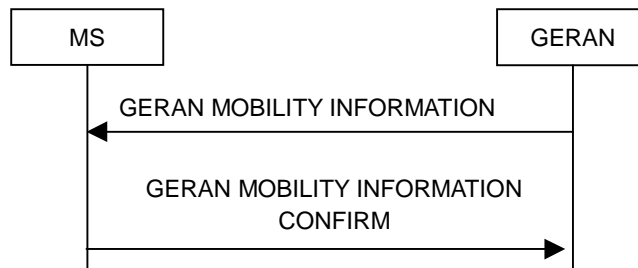 MS
GERAN
GERAN MOBILITY INFORMATION
GERAN MOBILITY INFORMATION
CONFIRM